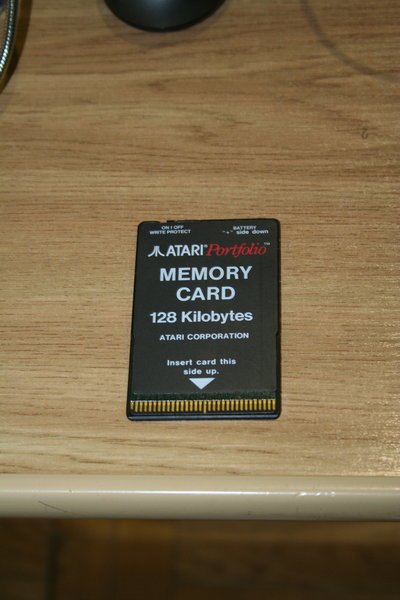 ON I OFF
WRITE PROTECT
BATTERY
"+" side down
ATARI® Portfolio™
MEMORY
CARD
128 Kilobytes
ATARI CORPORATION
Insert card this
side up.